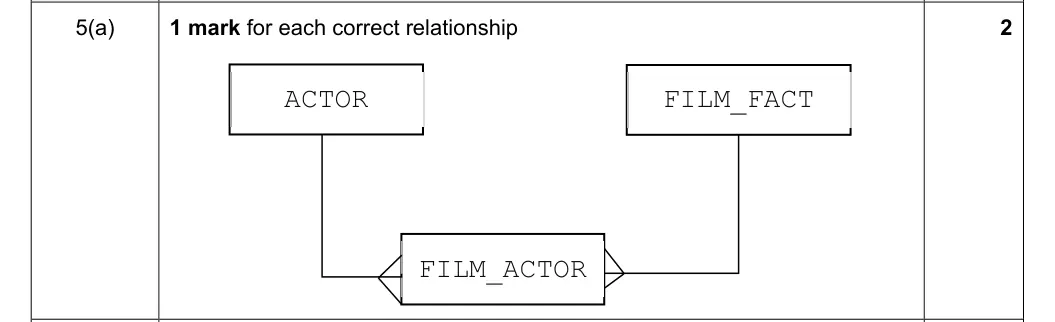 5(a) 1 mark for each correct relationship 2
ACTOR FILM_FACT
FILM_ACTOR